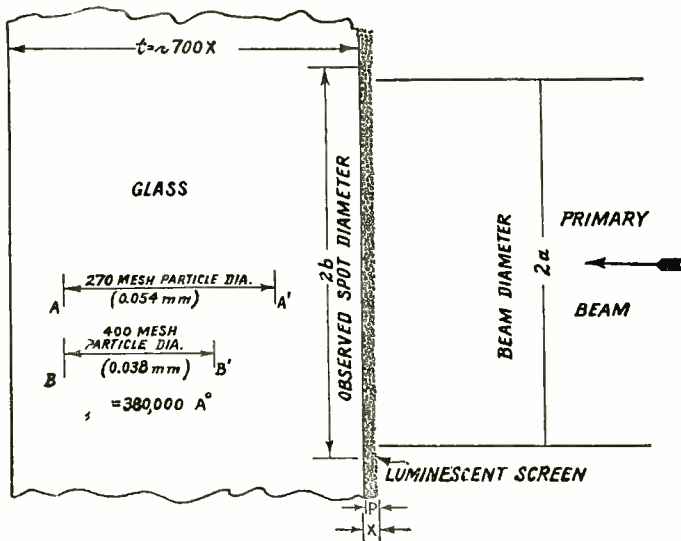 t=~700X
GLASS
270 MESH PARTICLE DIA.
(0.054 mm)
A
A'
400 MESH
PARTICLE DIA.
(0.038 mm)
B
B'
=380,000 A°
2b
OBSERVED SPOT DIAMETER
BEAM DIAMETER
2a
PRIMARY
BEAM
LUMINESCENT SCREEN
P
X